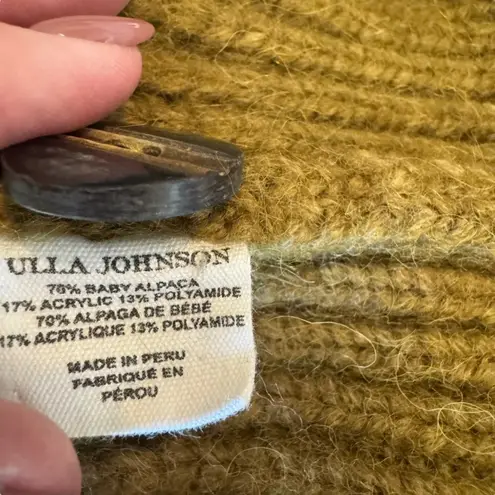 ULLA JOHNSON
70% BABY ALPACA
17% ACRYLIC 13% POLYAMIDE
70% ALPAGA DE BÉBÉ
17% ACRYLIQUE 13% POLYAMIDE
MADE IN PERU
FABRIQUÉ EN
PÉROU